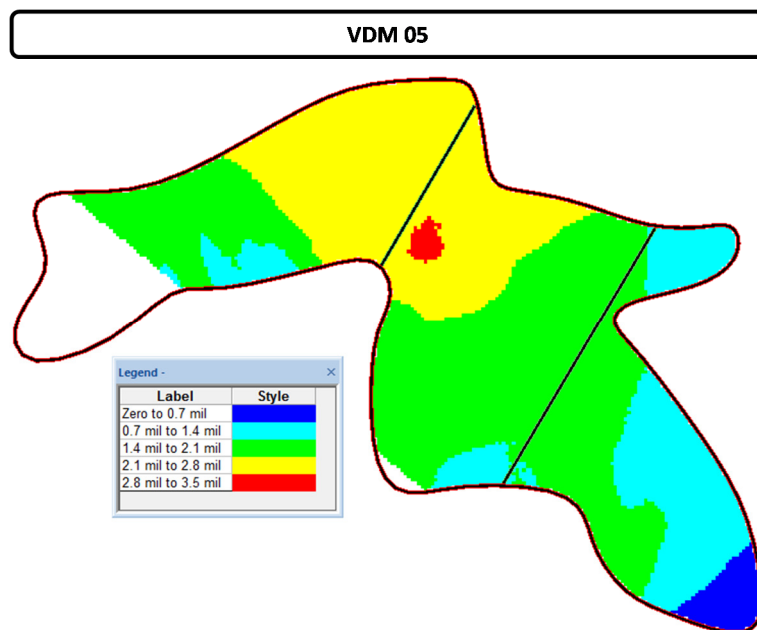 VDM 05
Legend -
Label Style
Zero to 0.7 mil
0.7 mil to 1.4 mil
1.4 mil to 2.1 mil
2.1 mil to 2.8 mil
2.8 mil to 3.5 mil